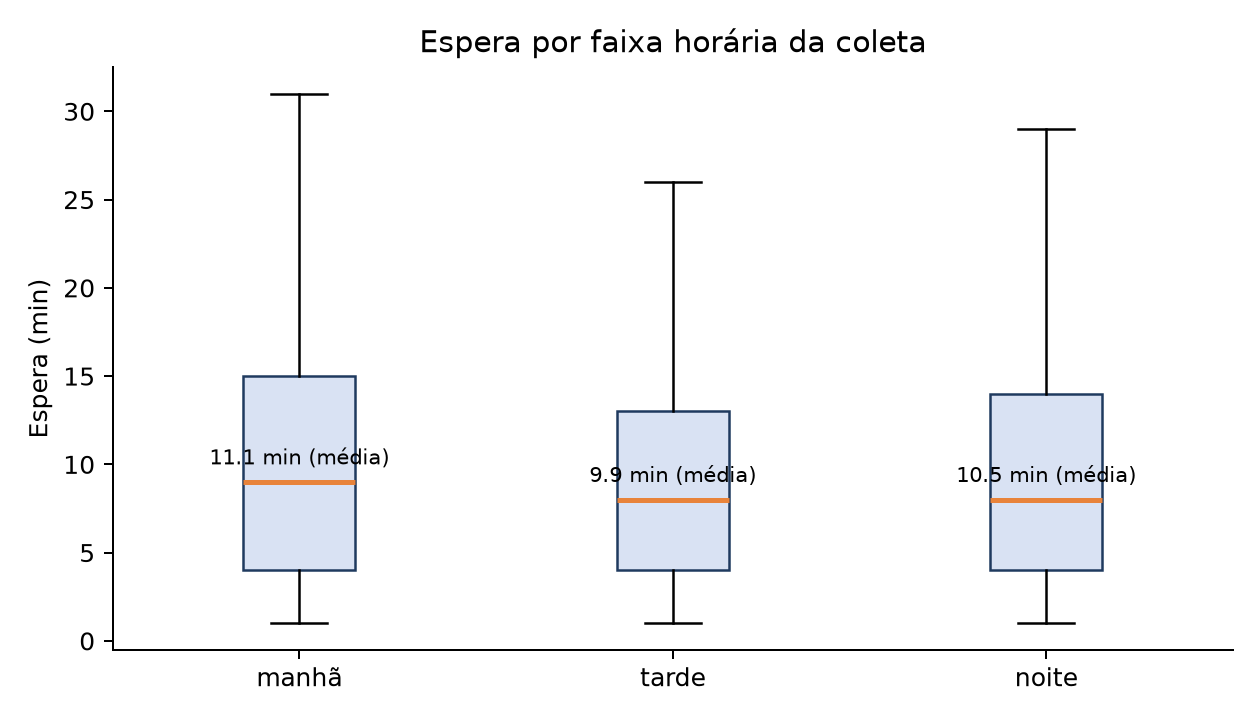 Espera por faixa horária da coleta
Espera (min)
30
25
20
15
10
5
0
11.1 min (média)
9.9 min (média)
10.5 min (média)
manhã
tarde
noite